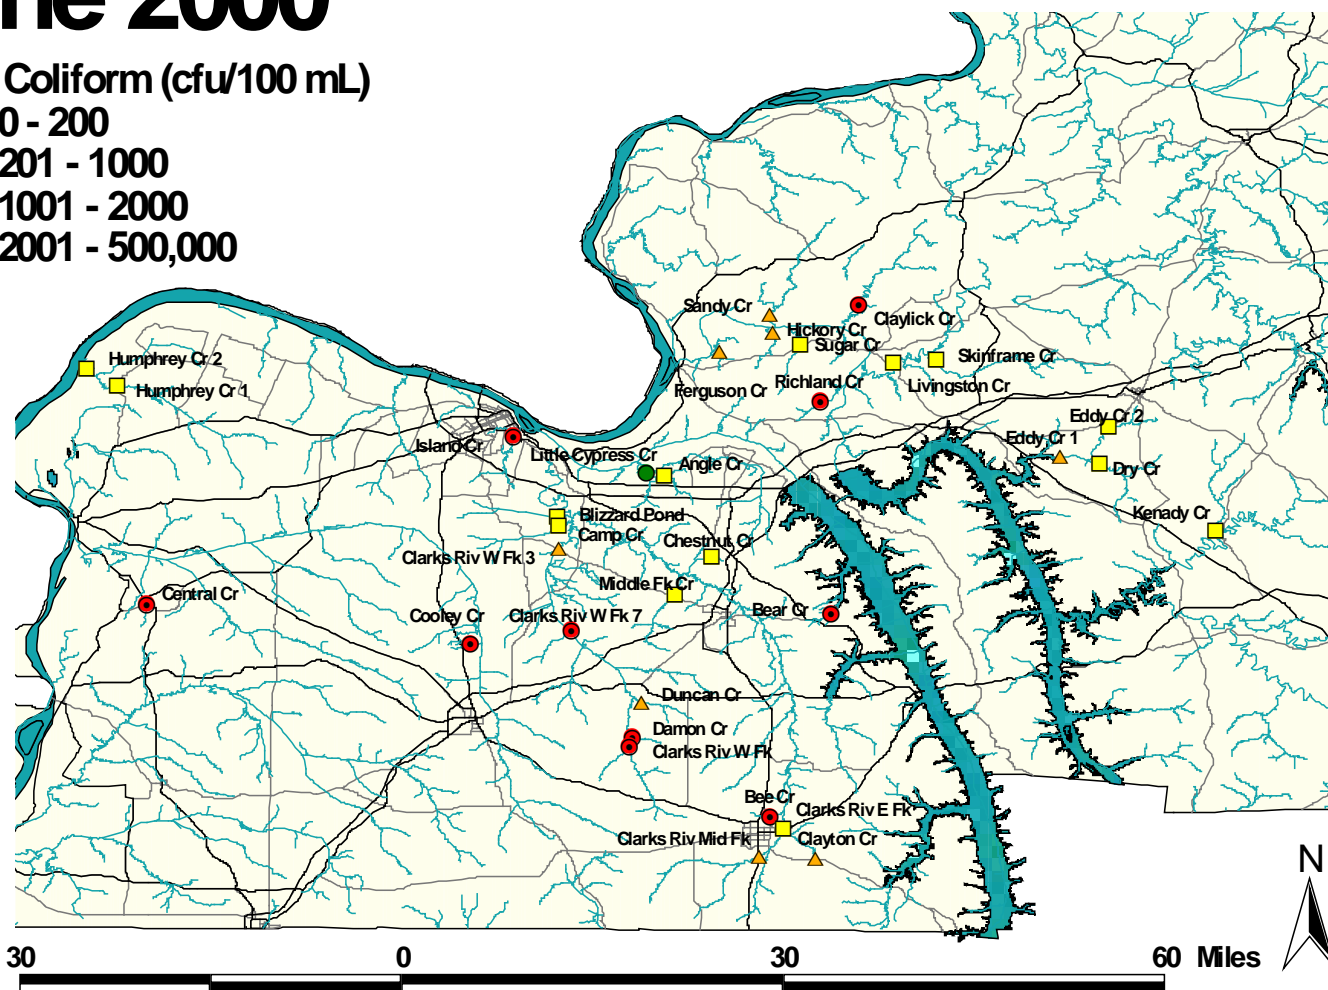 ne 2000
Coliform (cfu/100 mL)
0 - 200
201 - 1000
1001 - 2000
2001 - 500,000
Sandy Cr
Hickory Cr
Claylick Cr
Sugar Cr
Skinframe Cr
Humphrey Cr 2
Humphrey Cr 1
Ferguson Cr
Richland Cr
Livingston Cr
Eddy Cr 2
Eddy Cr 1
Island Cr
Little Cypress Cr
Angle Cr
Dry Cr
Kenady Cr
Blizzard Pond
Camp Cr
Chestnut Cr
Clarks Riv W Fk 3
Middle Fk Cr
Central Cr
Cooley Cr
Clarks Riv W Fk 7
Bear Cr
Duncan Cr
Damon Cr
Clarks Riv W Fk
Bee Cr
Clarks Riv E Fk
Clarks Riv Mid Fk
Clayton Cr
N
30 0 30 60 Miles